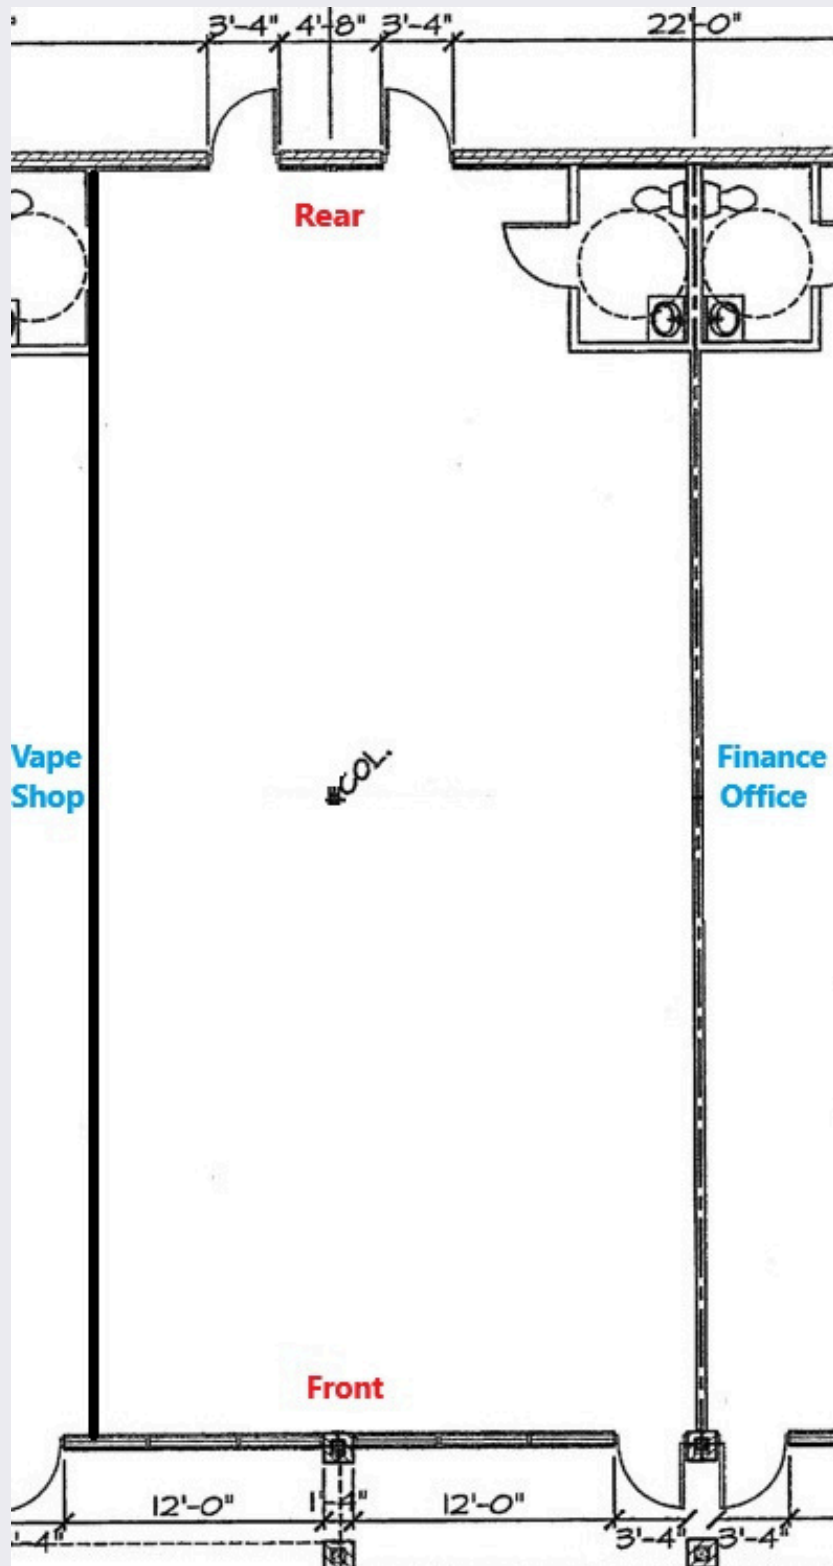 3'-4" 4'-8" 3'-4" 22'-0"
Rear
COL.
Vape
Shop
Finance
Office
Front
12'-0" 1'-4" 12'-0"
3'-4" 3'-4"